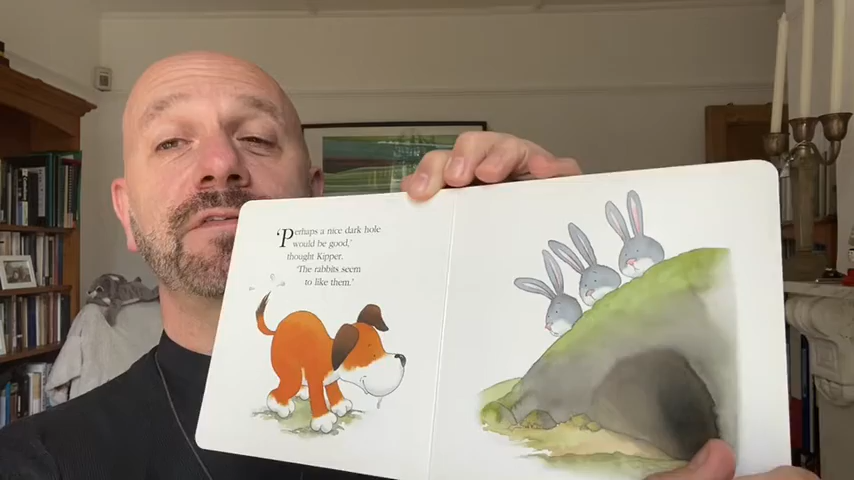 'Perhaps a nice dark hole
would be good,'
thought Kipper.
'The rabbits seem
to like them.'